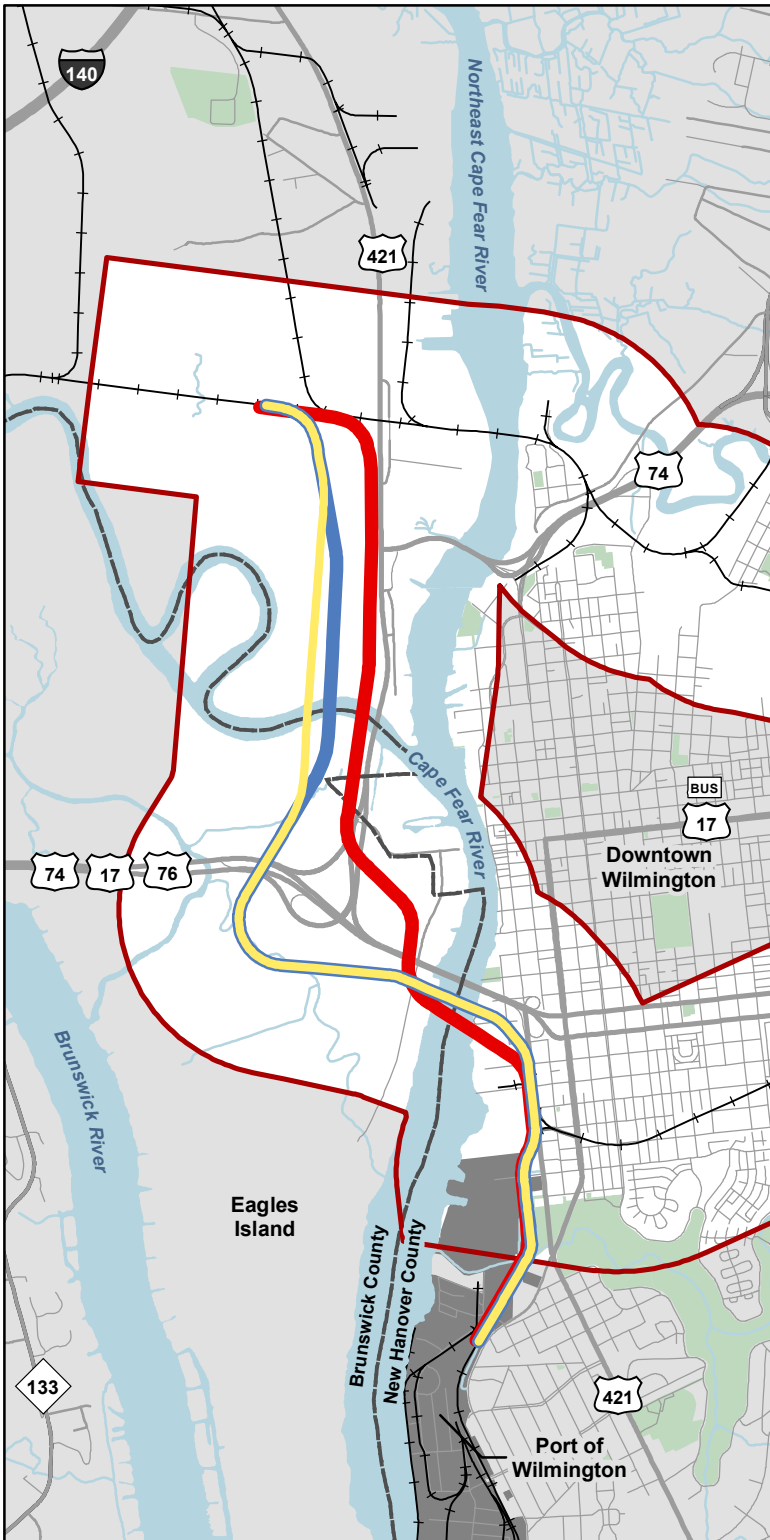 140
Northeast Cape Fear River
421
74
BUS
17
Downtown
Wilmington
Cape Fear River
74
17
76
Brunswick River
Eagles
Island
Brunswick County
New Hanover County
133
421
Port of
Wilmington